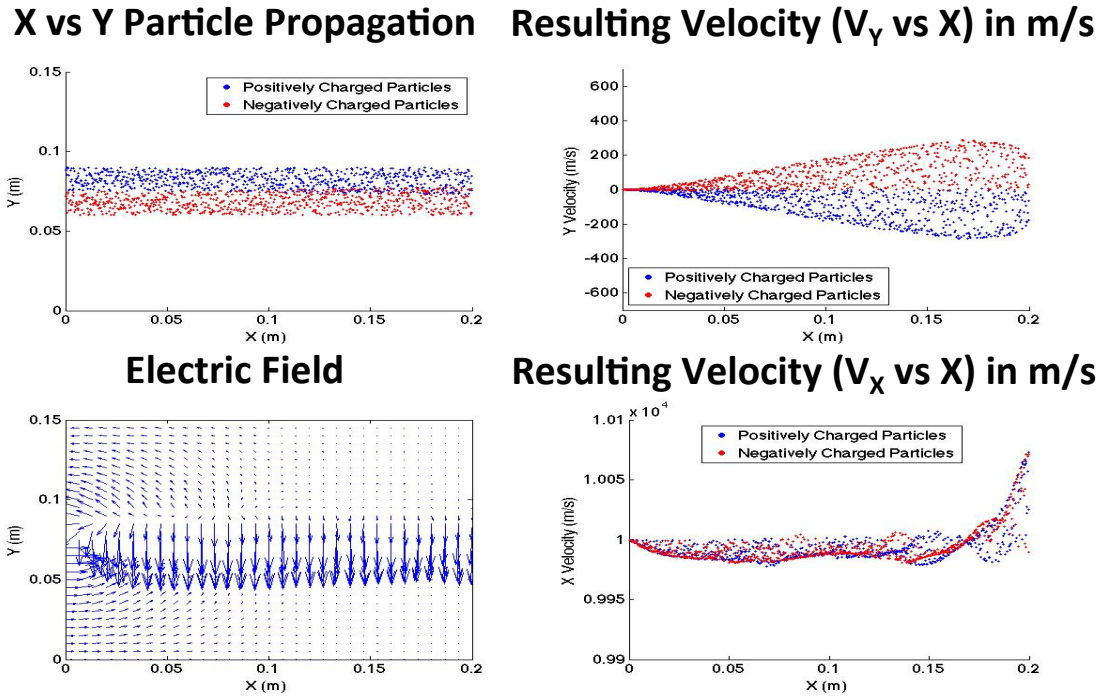 X vs Y Particle Propagation
Resulting Velocity (VY vs X) in m/s
0.15
0.1
0.05
0
Y (m)
Positively Charged Particles
Negatively Charged Particles
0 0.05 0.1 0.15 0.2
X (m)
600
400
200
0
-200
-400
-600
Y Velocity (m/s)
Positively Charged Particles
Negatively Charged Particles
0 0.05 0.1 0.15 0.2
X (m)
Electric Field
Resulting Velocity (VX vs X) in m/s
0.15
0.1
0.05
0
Y (m)
0 0.05 0.1 0.15 0.2
X (m)
x 10^4
1.01
1.005
1
0.995
0.99
X Velocity (m/s)
Positively Charged Particles
Negatively Charged Particles
0 0.05 0.1 0.15 0.2
X (m)